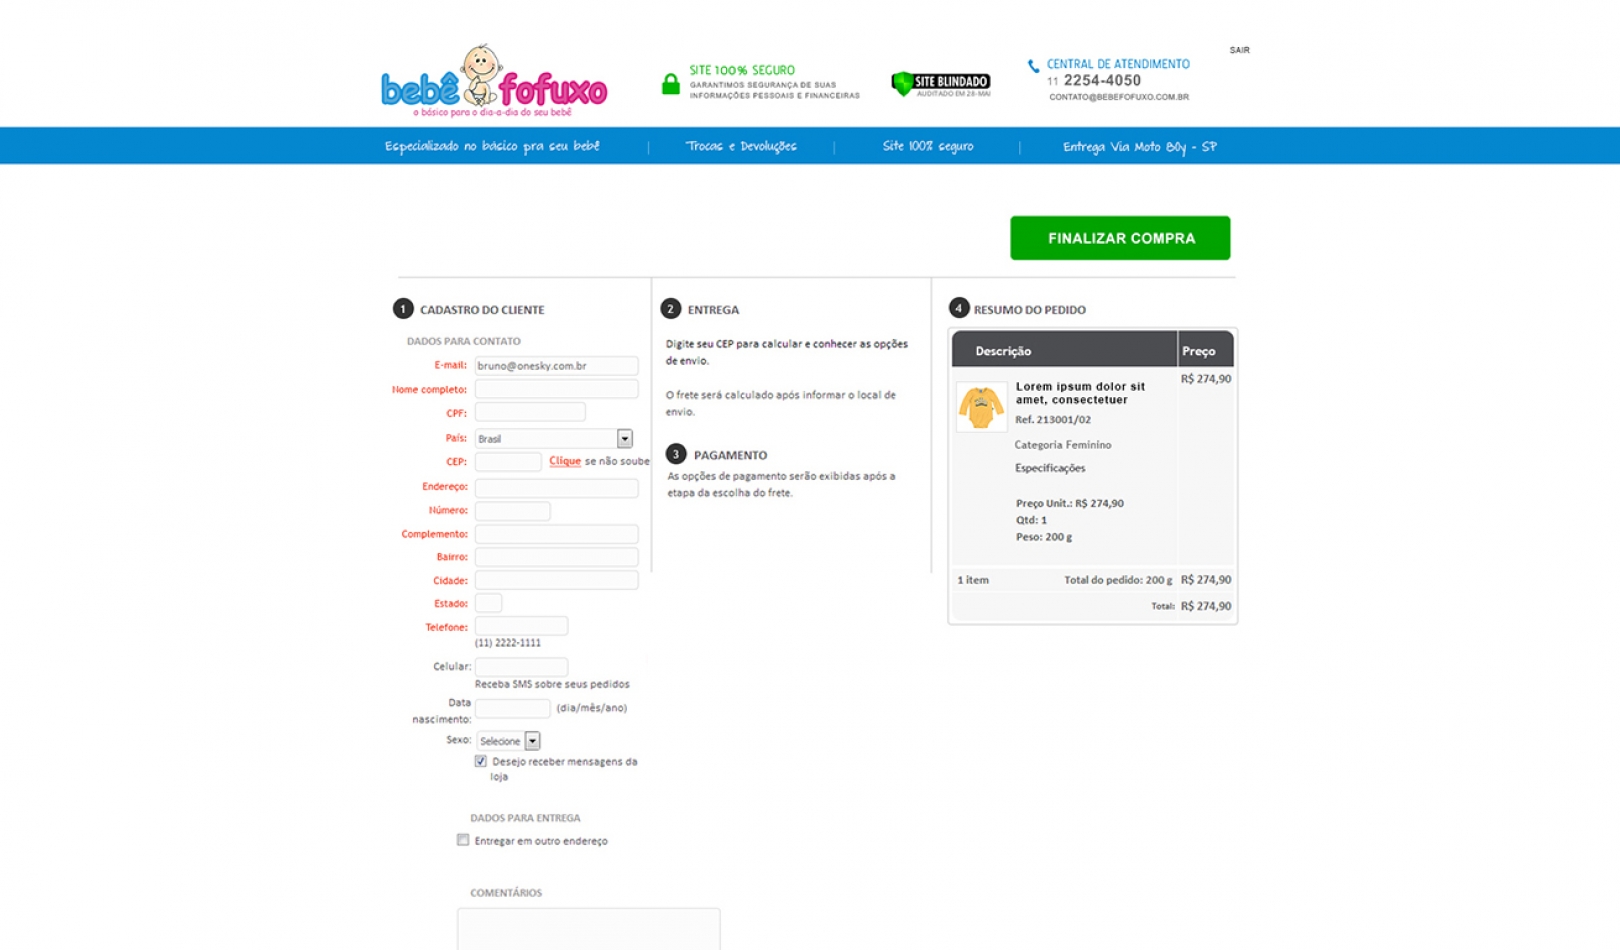 SAIR
bebê fofuxo
o básico para o dia-a-dia do seu bebê
SITE 100% SEGURO
GARANTIMOS SEGURANÇA DE SUAS
INFORMAÇÕES PESSOAIS E FINANCEIRAS
SITE BLINDADO
AUDITADO EM 28-MAI
CENTRAL DE ATENDIMENTO
11 2254-4050
CONTATO@BEBEFOFUXO.COM.BR
Especializado no básico pra seu bebê | Trocas e Devoluções | Site 100% seguro | Entrega Via Moto B0y - SP
FINALIZAR COMPRA
1 CADASTRO DO CLIENTE
DADOS PARA CONTATO
E-mail: bruno@onesky.com.br
Nome completo:
CPF:
País: Brasil
CEP: Clique se não soube
Endereço:
Número:
Complemento:
Bairro:
Cidade:
Estado:
Telefone:
(11) 2222-1111
Celular:
Receba SMS sobre seus pedidos
Data
nascimento: (dia/mês/ano)
Sexo: Selecione
Desejo receber mensagens da
loja
DADOS PARA ENTREGA
Entregar em outro endereço
COMENTÁRIOS
2 ENTREGA
Digite seu CEP para calcular e conhecer as opções
de envio.
O frete será calculado após informar o local de
envio.
3 PAGAMENTO
As opções de pagamento serão exibidas após a
etapa da escolha do frete.
4 RESUMO DO PEDIDO
Descrição Preço
Lorem ipsum dolor sit R$ 274,90
amet, consectetuer
Ref. 213001/02
Categoria Feminino
Especificações
Preço Unit.: R$ 274,90
Qtd: 1
Peso: 200 g
1 item Total do pedido: 200 g R$ 274,90
Total: R$ 274,90